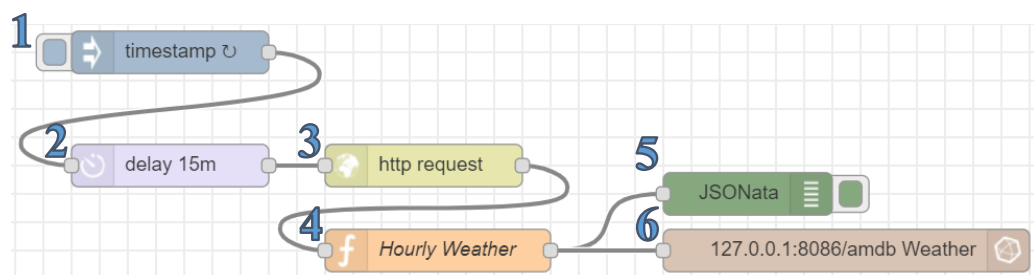 1
timestamp ↻
2
delay 15m
3
http request
4
Hourly Weather
5
JSONata
6
127.0.0.1:8086/amdb Weather